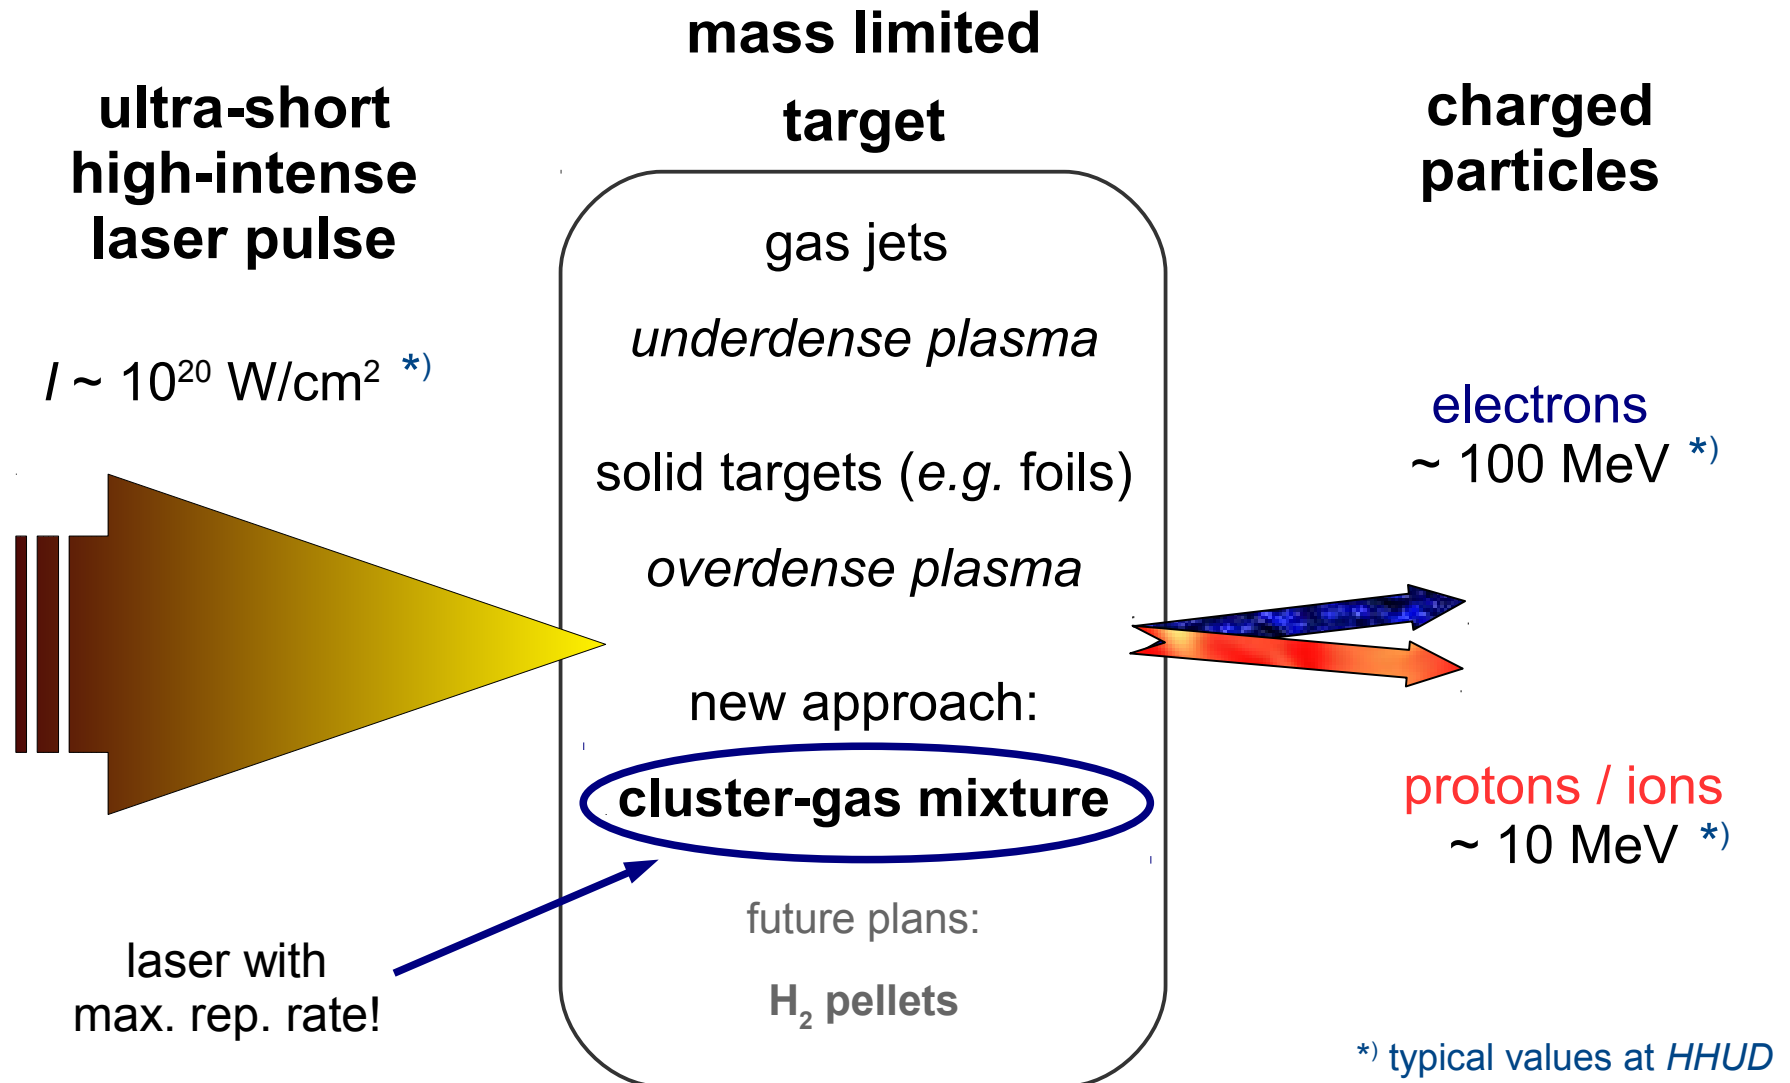 mass limited
target
ultra-short
high-intense
laser pulse
I ~ 10²⁰ W/cm² *)
gas jets
underdense plasma
solid targets (e.g. foils)
overdense plasma
new approach:
cluster-gas mixture
future plans:
H₂ pellets
laser with
max. rep. rate!
charged
particles
electrons
~ 100 MeV *)
protons / ions
~ 10 MeV *)
*) typical values at HHUD